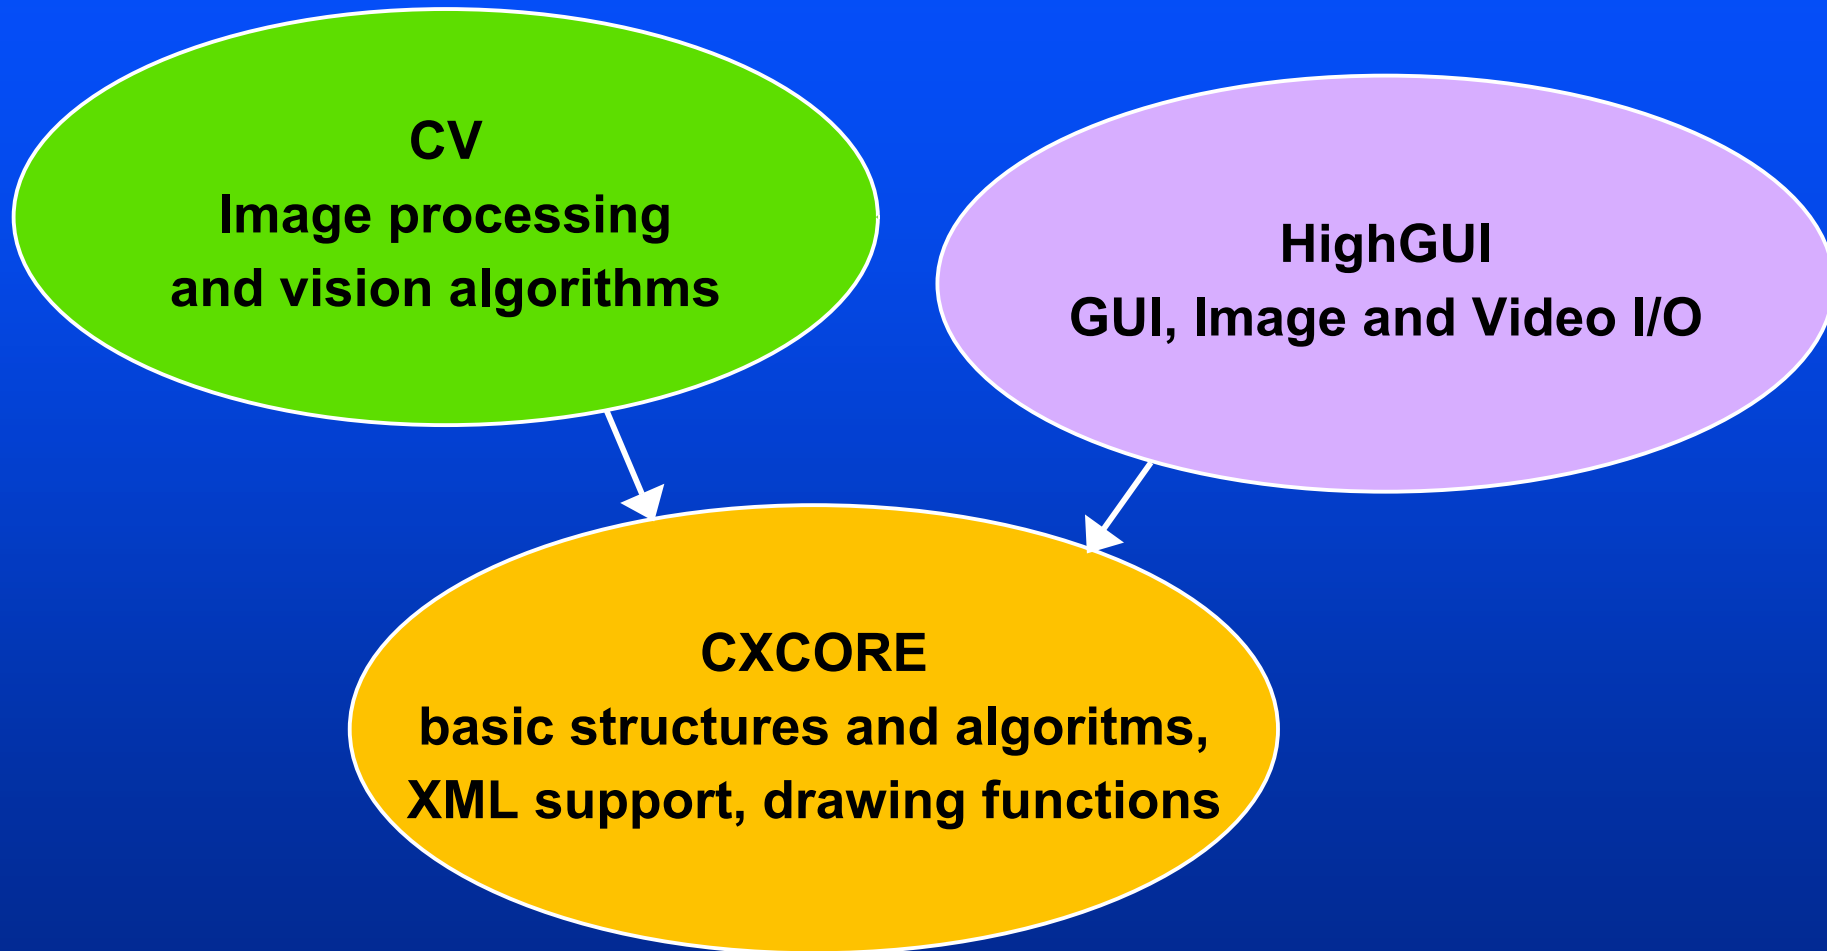 CV
Image processing
and vision algorithms
HighGUI
GUI, Image and Video I/O
CXCORE
basic structures and algoritms,
XML support, drawing functions